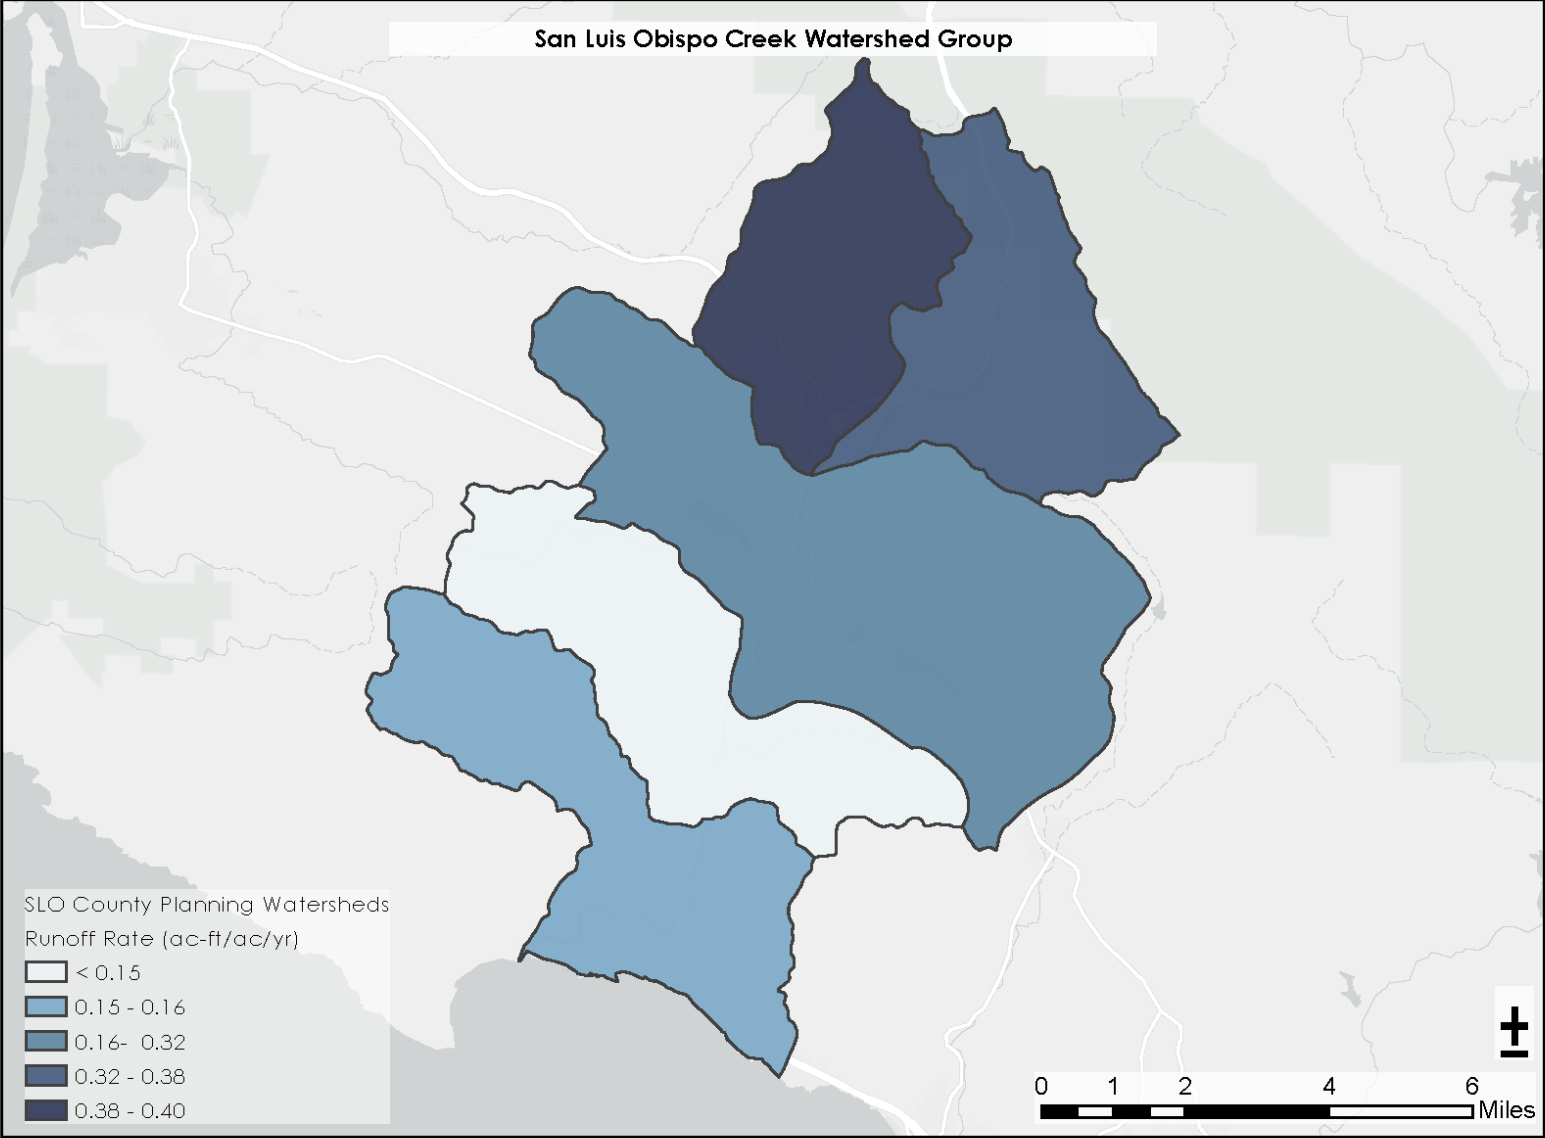 San Luis Obispo Creek Watershed Group
SLO County Planning Watersheds
Runoff Rate (ac-ft/ac/yr)
< 0.15
0.15 - 0.16
0.16-  0.32
0.32 - 0.38
0.38 - 0.40
0 1 2 4 6
Miles